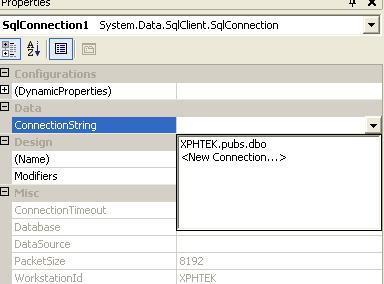 Properties
SqlConnection1 System.Data.SqlClient.SqlConnection
Configurations
(DynamicProperties)
Data
ConnectionString
XPHTEK.pubs.dbo
<New Connection...>
Design
(Name)
Modifiers
Misc
ConnectionTimeout
Database
DataSource
PacketSize 8192
WorkstationId XPHTEK